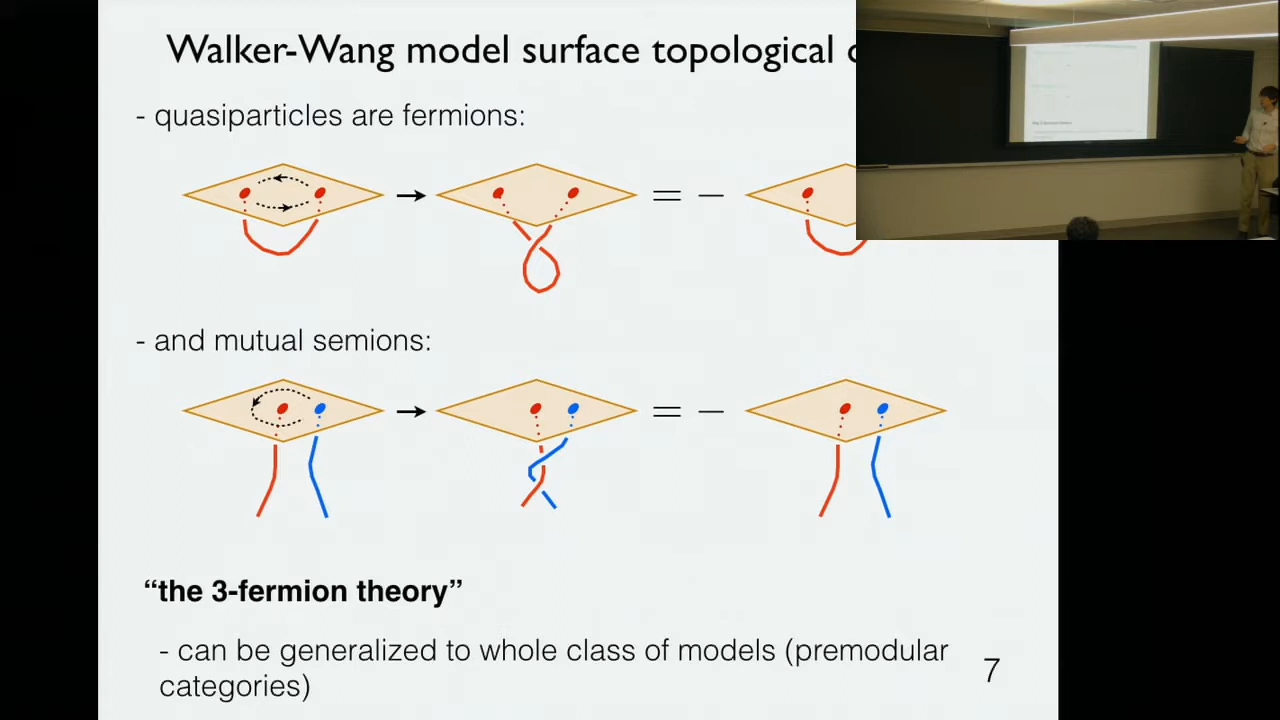 Walker-Wang model surface topological
- quasiparticles are fermions:
= −
- and mutual semions:
= −
“the 3-fermion theory”
- can be generalized to whole class of models (premodular
categories)
7